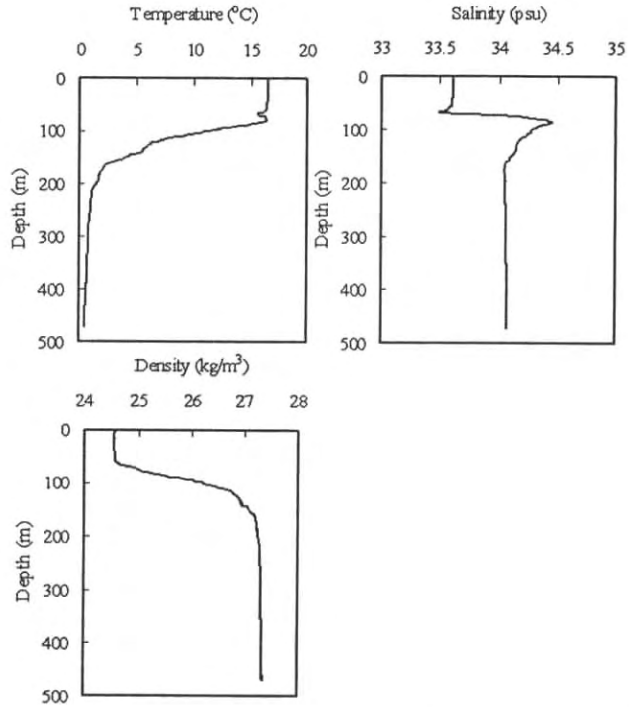 Temperature (°C)
0 5 10 15 20
0
100
200
300
400
500
Depth (m)
Salinity (psu)
33 33.5 34 34.5 35
0
100
200
300
400
500
Depth (m)
Density (kg/m³)
24 25 26 27 28
0
100
200
300
400
500
Depth (m)